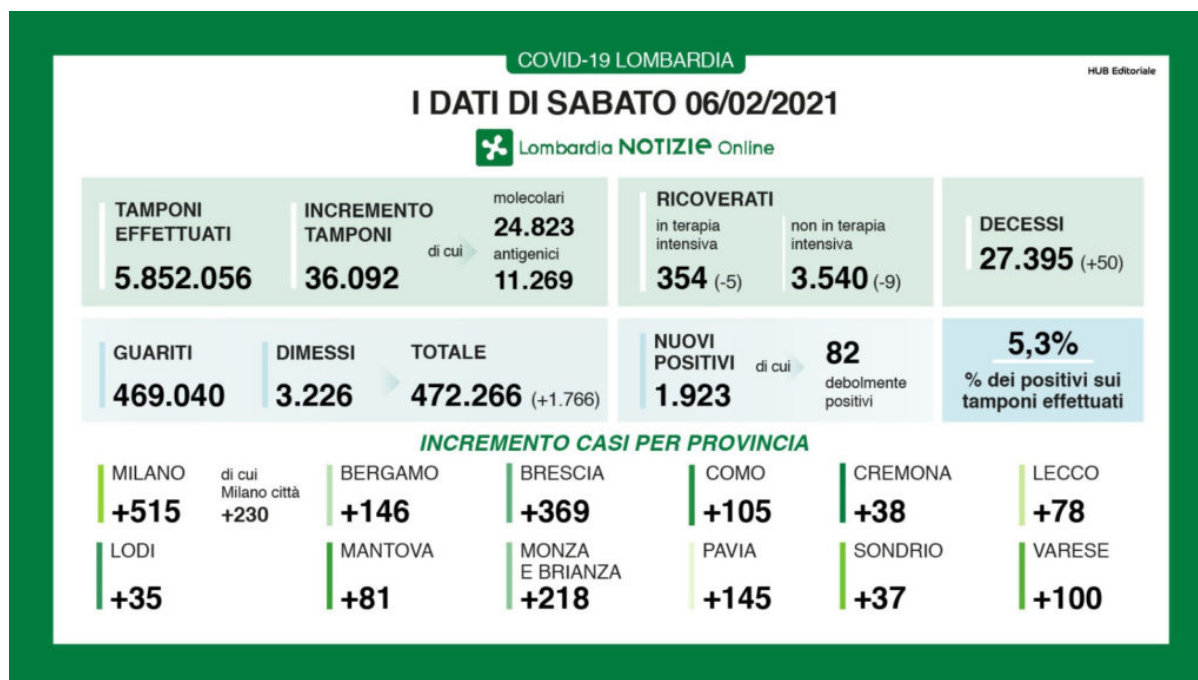 COVID-19 LOMBARDIA
HUB Editoriale
I DATI DI SABATO 06/02/2021
Lombardia NOTIZIE Online
TAMPONI
EFFETTUATI
5.852.056
INCREMENTO
TAMPONI
36.092
di cui
molecolari
24.823
antigenici
11.269
RICOVERATI
in terapia
intensiva
354 (-5)
non in terapia
intensiva
3.540 (-9)
DECESSI
27.395 (+50)
GUARITI
469.040
DIMESSI
3.226
TOTALE
472.266 (+1.766)
NUOVI
POSITIVI
1.923
di cui
82
debolmente
positivi
5,3%
% dei positivi sui
tamponi effettuati
INCREMENTO CASI PER PROVINCIA
MILANO
+515
di cui
Milano città
+230
BERGAMO
+146
BRESCIA
+369
COMO
+105
CREMONA
+38
LECCO
+78
LODI
+35
MANTOVA
+81
MONZA
E BRIANZA
+218
PAVIA
+145
SONDRIO
+37
VARESE
+100